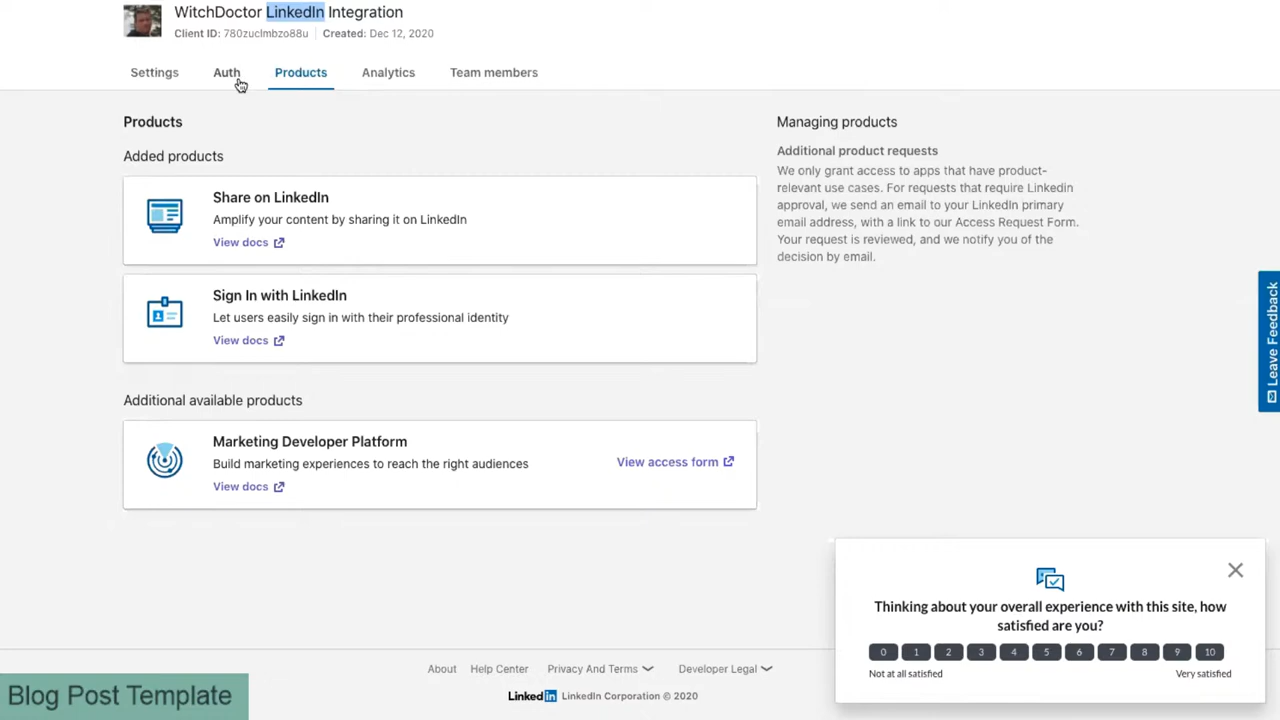 WitchDoctor LinkedIn Integration
Client ID: 780zuclmbzo88u | Created: Dec 12, 2020
Settings Auth Products Analytics Team members
Products
Added products
Share on LinkedIn
Amplify your content by sharing it on LinkedIn
View docs
Sign In with LinkedIn
Let users easily sign in with their professional identity
View docs
Additional available products
Marketing Developer Platform
Build marketing experiences to reach the right audiences
View access form
View docs
Managing products
Additional product requests
We only grant access to apps that have product-
relevant use cases. For requests that require Linkedin
approval, we send an email to your LinkedIn primary
email address, with a link to our Access Request Form.
Your request is reviewed, and we notify you of the
decision by email.
Leave Feedback
Thinking about your overall experience with this site, how
satisfied are you?
0 1 2 3 4 5 6 7 8 9 10
Not at all satisfied Very satisfied
About Help Center Privacy And Terms Developer Legal
LinkedIn LinkedIn Corporation © 2020
Blog Post Template